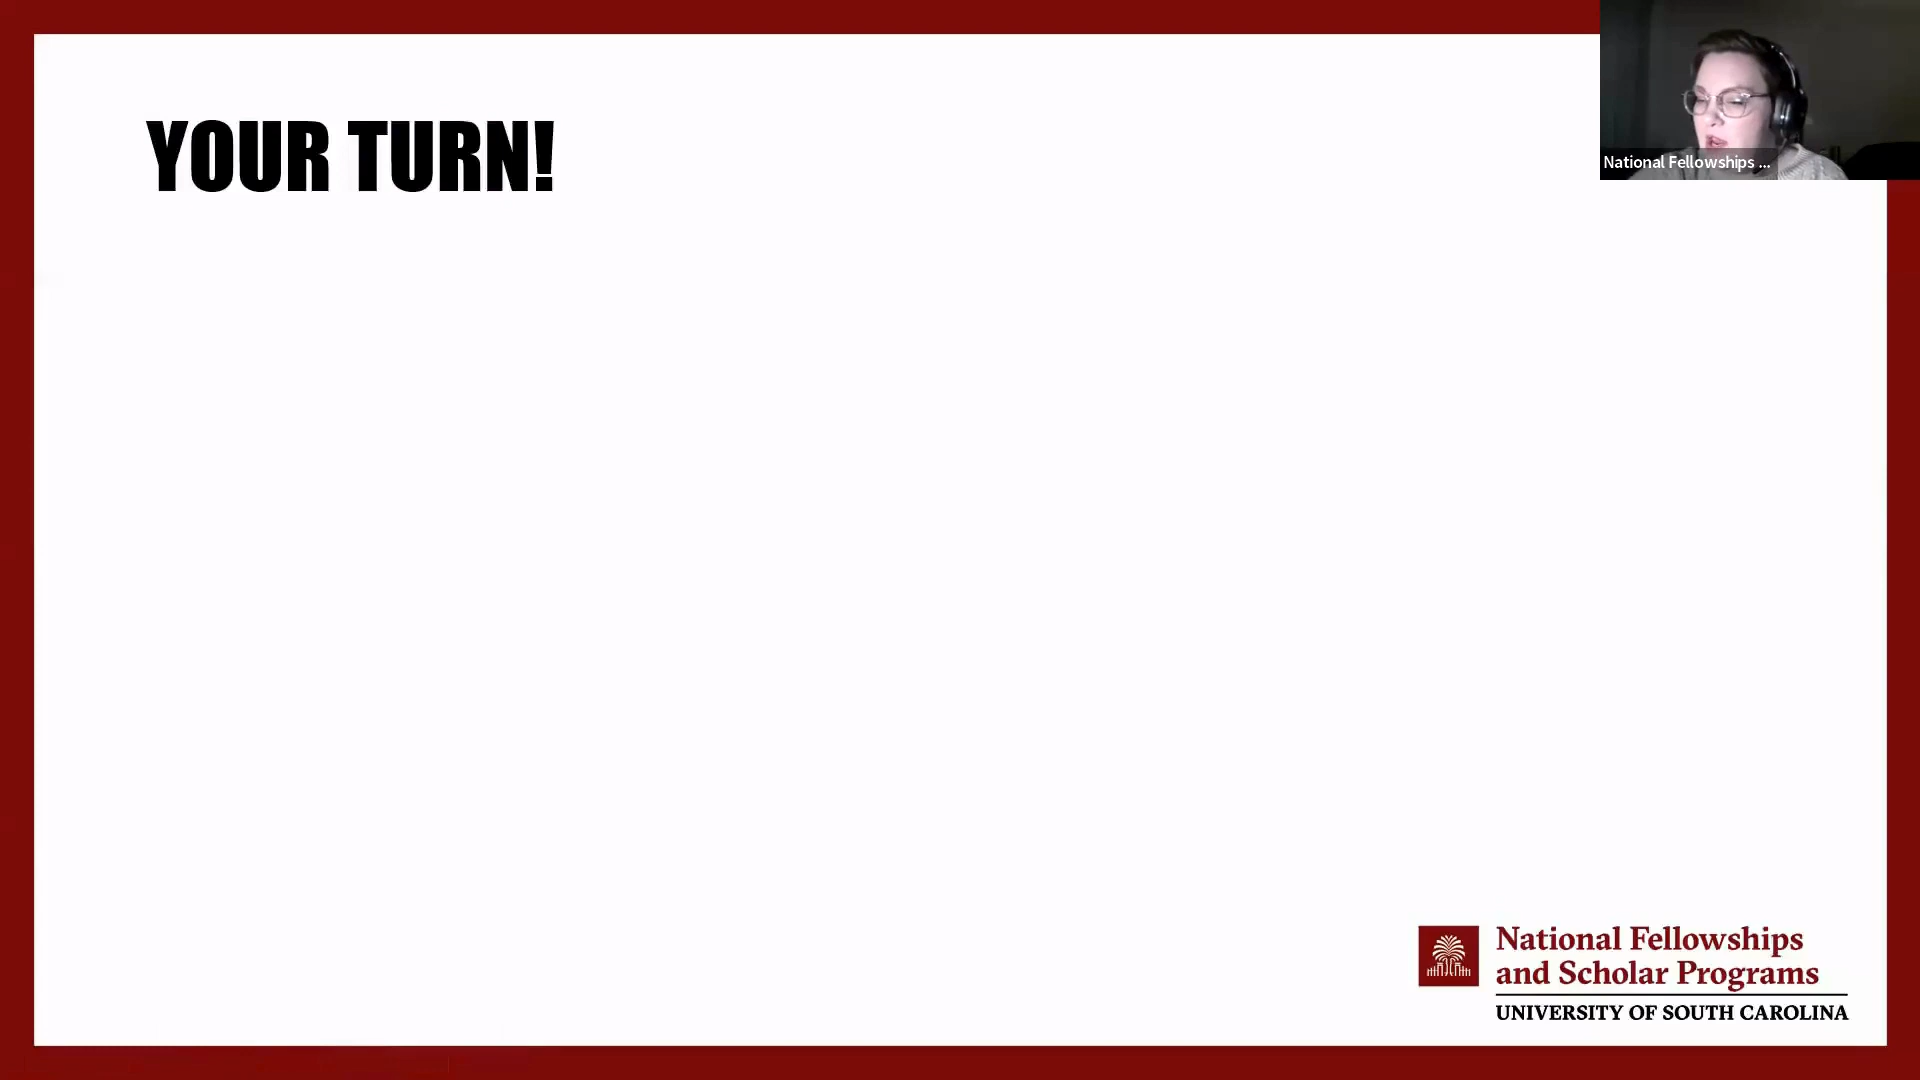 YOUR TURN!
National Fellowships ...
National Fellowships
and Scholar Programs
UNIVERSITY OF SOUTH CAROLINA